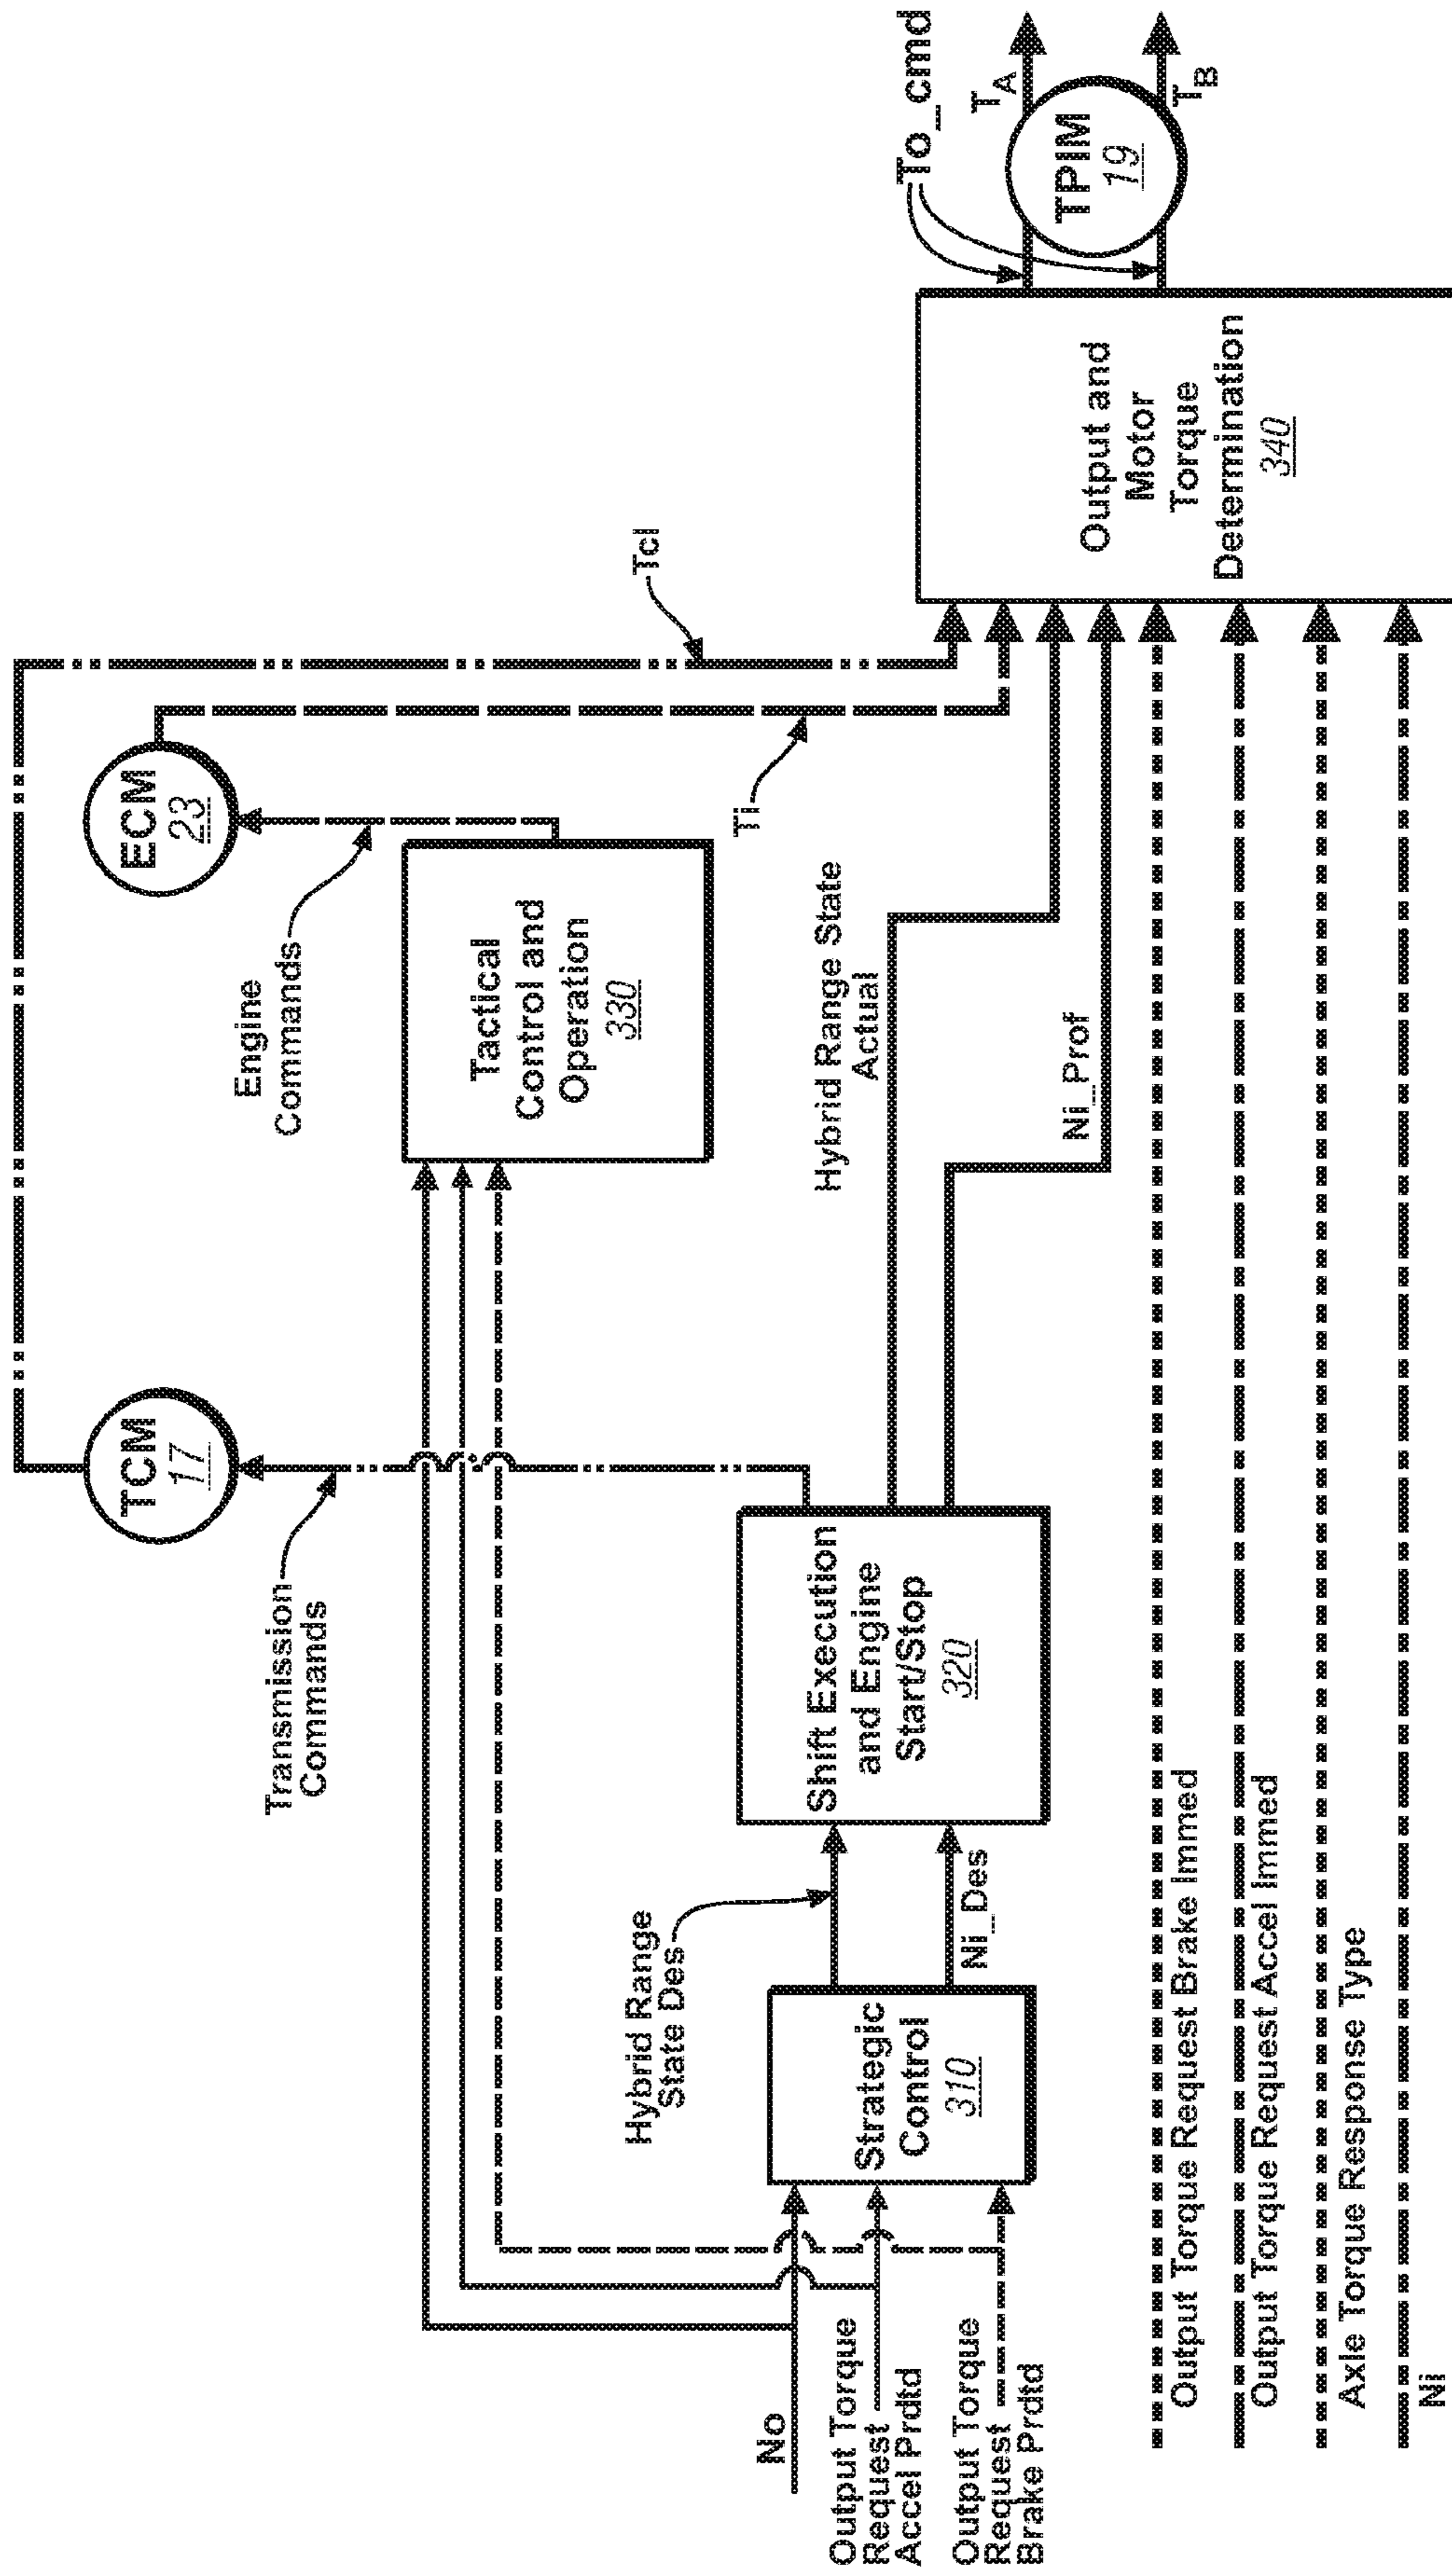 TCM
17
ECM
23
Transmission
Commands
Engine
Commands
Tactical
Control and
Operation
330
Tcl
Ti
Hybrid Range
State Des
Hybrid Range State
Actual
No
Output Torque
Request
Accel Prdtd
Output Torque
Request
Brake Prdtd
Strategic
Control
310
Ni_Des
Shift Execution
and Engine
Start/Stop
320
Ni_Prof
To_cmd
TA
TPIM
19
TB
Output and
Motor
Torque
Determination
340
Output Torque Request Brake Immed
Output Torque Request Accel Immed
Axle Torque Response Type
Ni